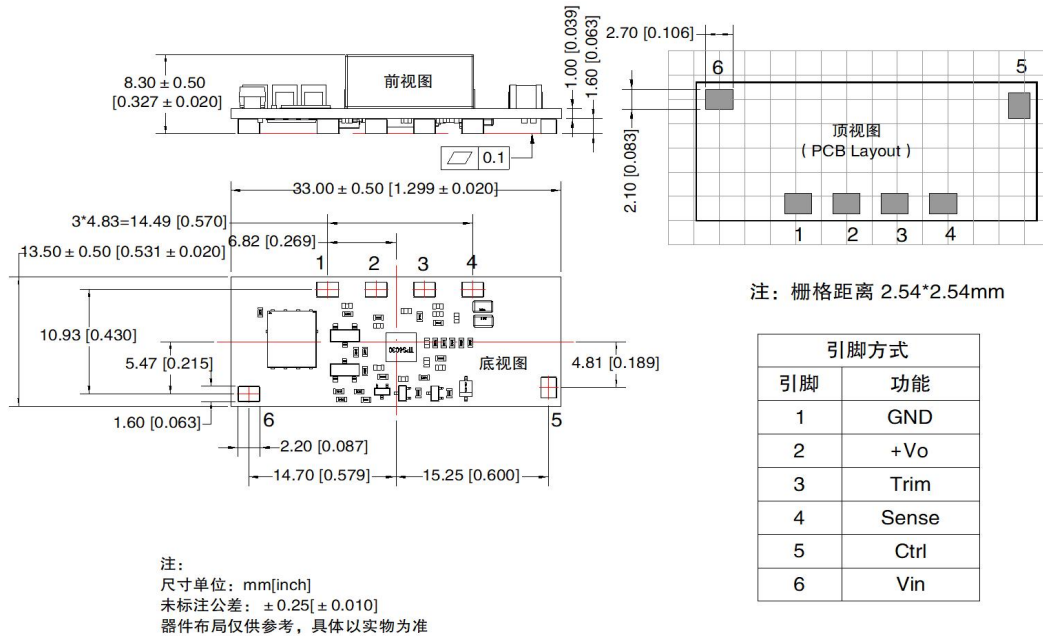 8.30 ± 0.50
[0.327 ± 0.020]
前视图
1.00 [0.039]
1.60 [0.063]
0.1
2.70 [0.106]
2.10 [0.083]
6
5
顶视图
( PCB Layout )
1
2
3
4
33.00 ± 0.50 [1.299 ± 0.020]
3*4.83=14.49 [0.570]
6.82 [0.269]
13.50 ± 0.50 [0.531 ± 0.020]
1
2
3
4
10.93 [0.430]
5.47 [0.215]
1.60 [0.063]
底视图
4.81 [0.189]
6
5
2.20 [0.087]
14.70 [0.579]
15.25 [0.600]
注：栅格距离 2.54*2.54mm
引脚方式
引脚 功能
1 GND
2 +Vo
3 Trim
4 Sense
5 Ctrl
6 Vin
注：
尺寸单位：mm[inch]
未标注公差：± 0.25[± 0.010]
器件布局仅供参考，具体以实物为准